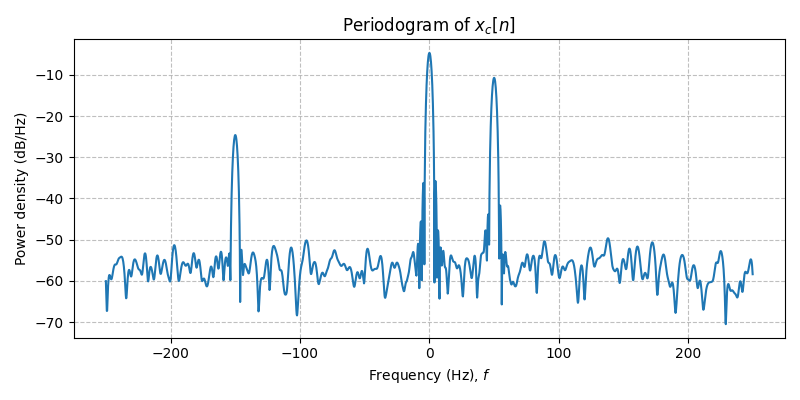 Periodogram of $x_c[n]$
Power density (dB/Hz)
−10
−20
−30
−40
−50
−60
−70
−200 −100 0 100 200
Frequency (Hz), $f$